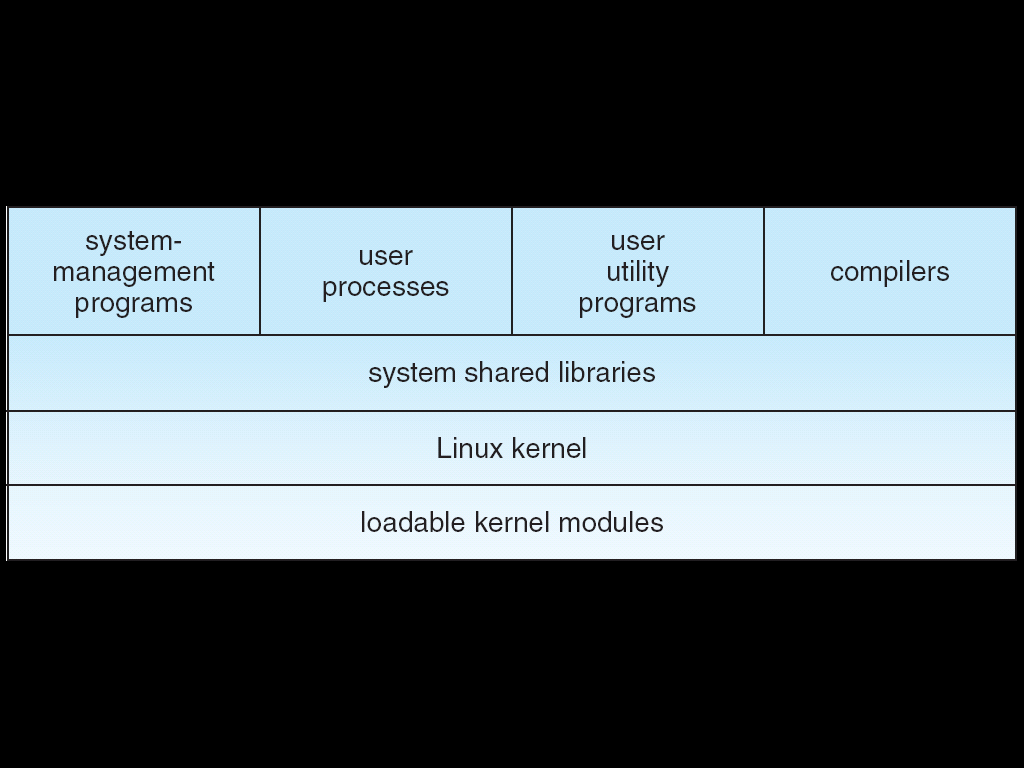 system-
management
programs
user
processes
user
utility
programs
compilers
system shared libraries
Linux kernel
loadable kernel modules